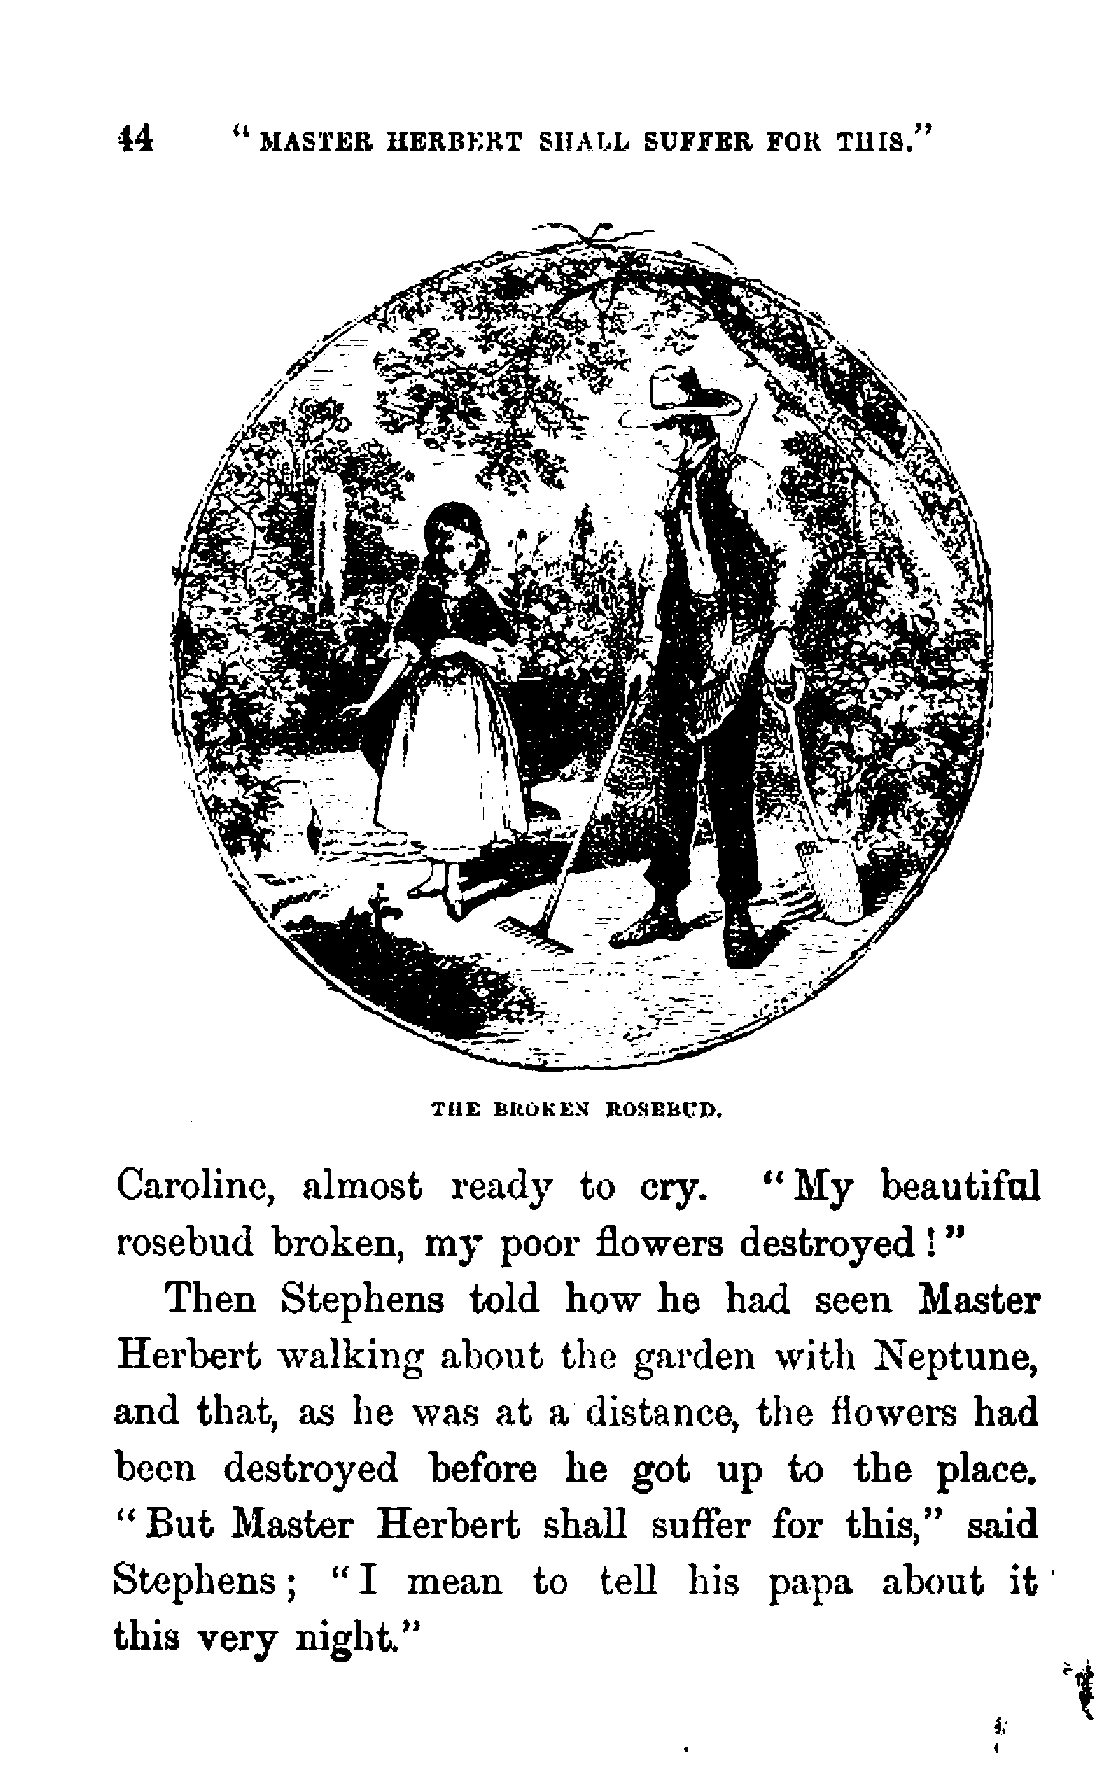 44 "MASTER HERBERT SHALL SUFFER FOR THIS."
THE BROKEN ROSEBUD.
Caroline, almost ready to cry. "My beautiful
rosebud broken, my poor flowers destroyed!"
Then Stephens told how he had seen Master
Herbert walking about the garden with Neptune,
and that, as he was at a distance, the flowers had
been destroyed before he got up to the place.
"But Master Herbert shall suffer for this," said
Stephens; "I mean to tell his papa about it
this very night."